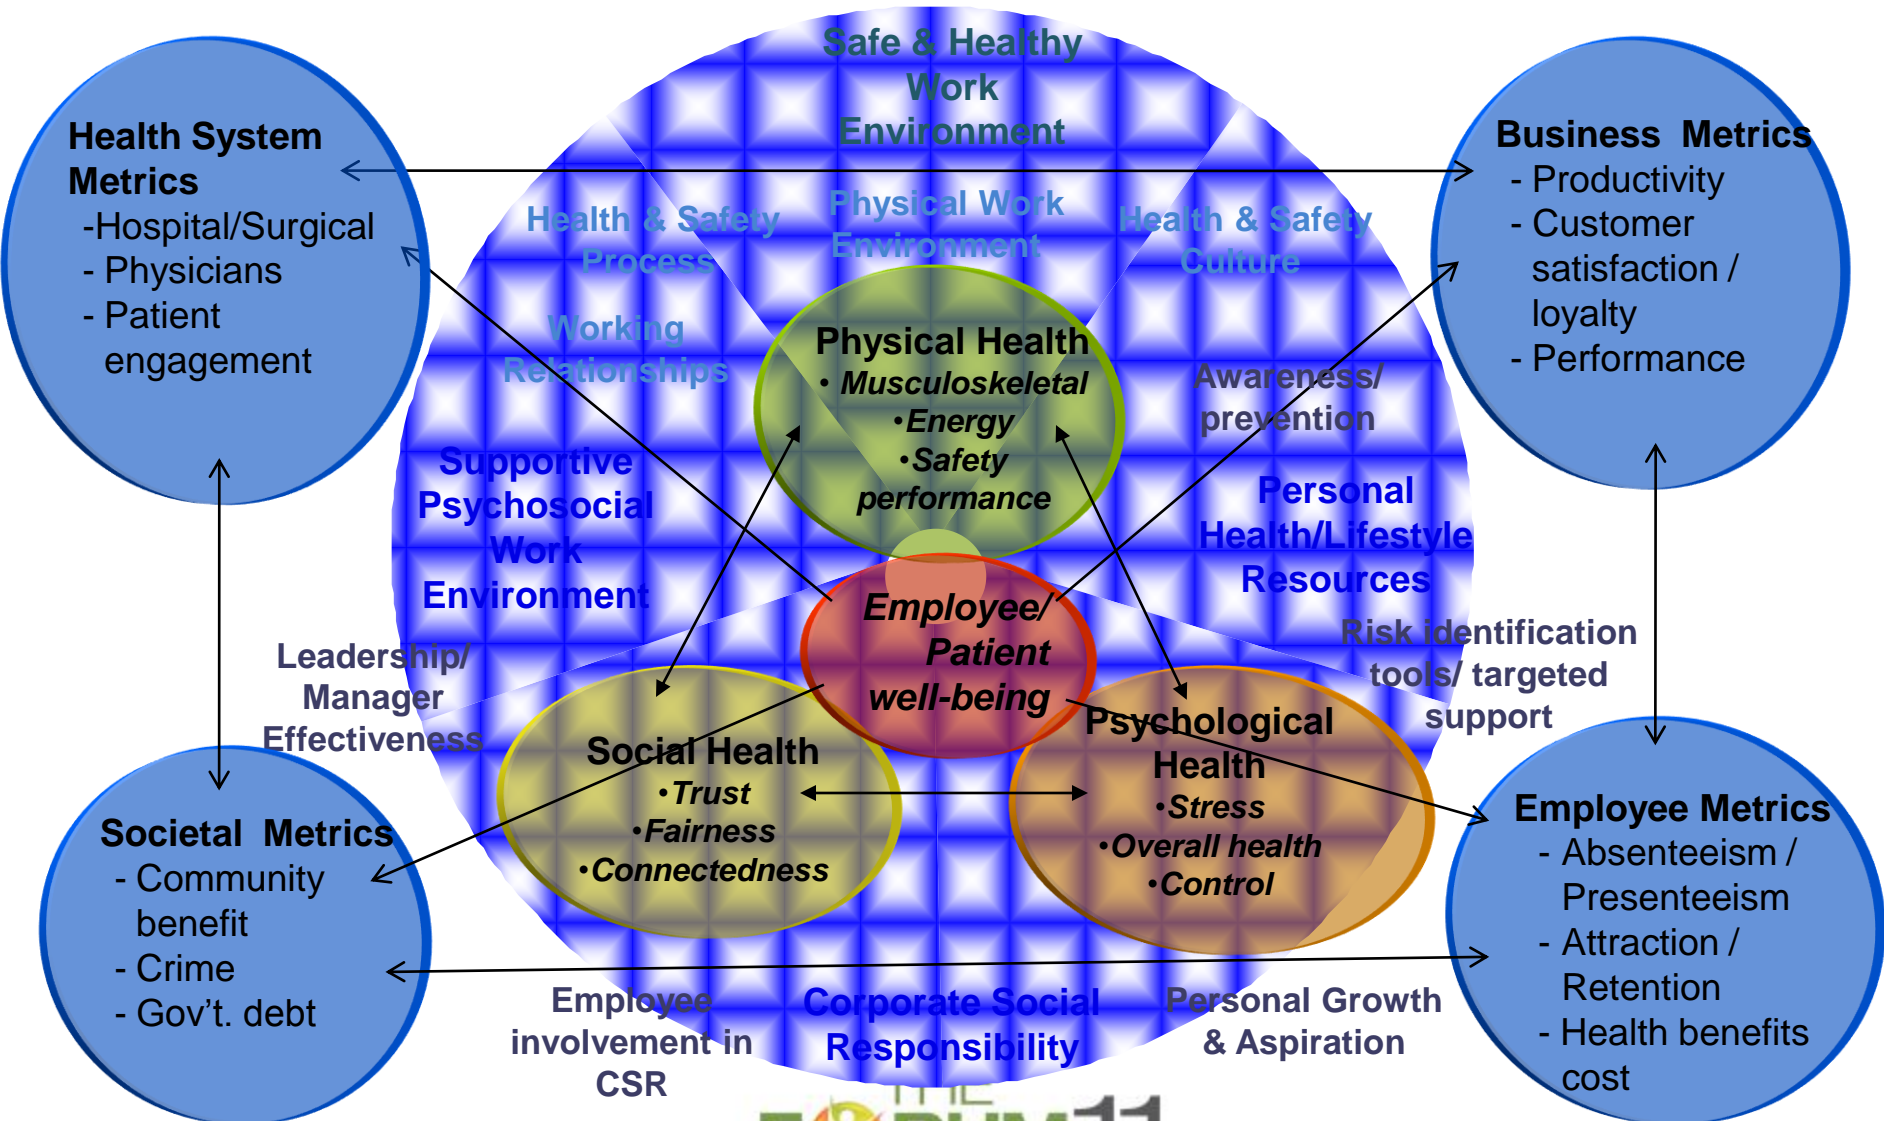 Safe & Healthy
Work
Environment
Health System
Metrics
-Hospital/Surgical
- Physicians
- Patient
engagement
Business  Metrics
- Productivity
- Customer
satisfaction /
loyalty
- Performance
Health & Safety
Process
Physical Work
Environment
Health & Safety
Culture
Working
Relationships
Physical Health
• Musculoskeletal
•Energy
•Safety
performance
Awareness/
prevention
Supportive
Psychosocial
Work
Environment
Personal
Health/Lifestyle
Resources
Employee/
Patient
well-being
Leadership/
Manager
Effectiveness
Risk identification
tools/ targeted
support
Social Health
•Trust
•Fairness
•Connectedness
Psychological
Health
•Stress
•Overall health
•Control
Societal  Metrics
- Community
benefit
- Crime
- Gov’t. debt
Employee Metrics
- Absenteeism /
Presenteeism
- Attraction /
Retention
- Health benefits
cost
Employee
involvement in
CSR
Corporate Social
Responsibility
Personal Growth
& Aspiration
THE
FORUM11